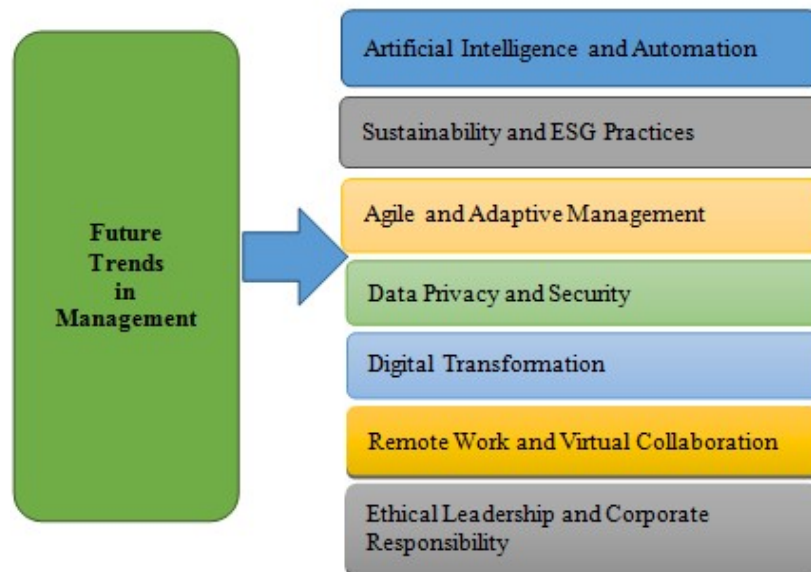 Future
Trends
in
Management
Artificial Intelligence and Automation
Sustainability and ESG Practices
Agile and Adaptive Management
Data Privacy and Security
Digital Transformation
Remote Work and Virtual Collaboration
Ethical Leadership and Corporate
Responsibility